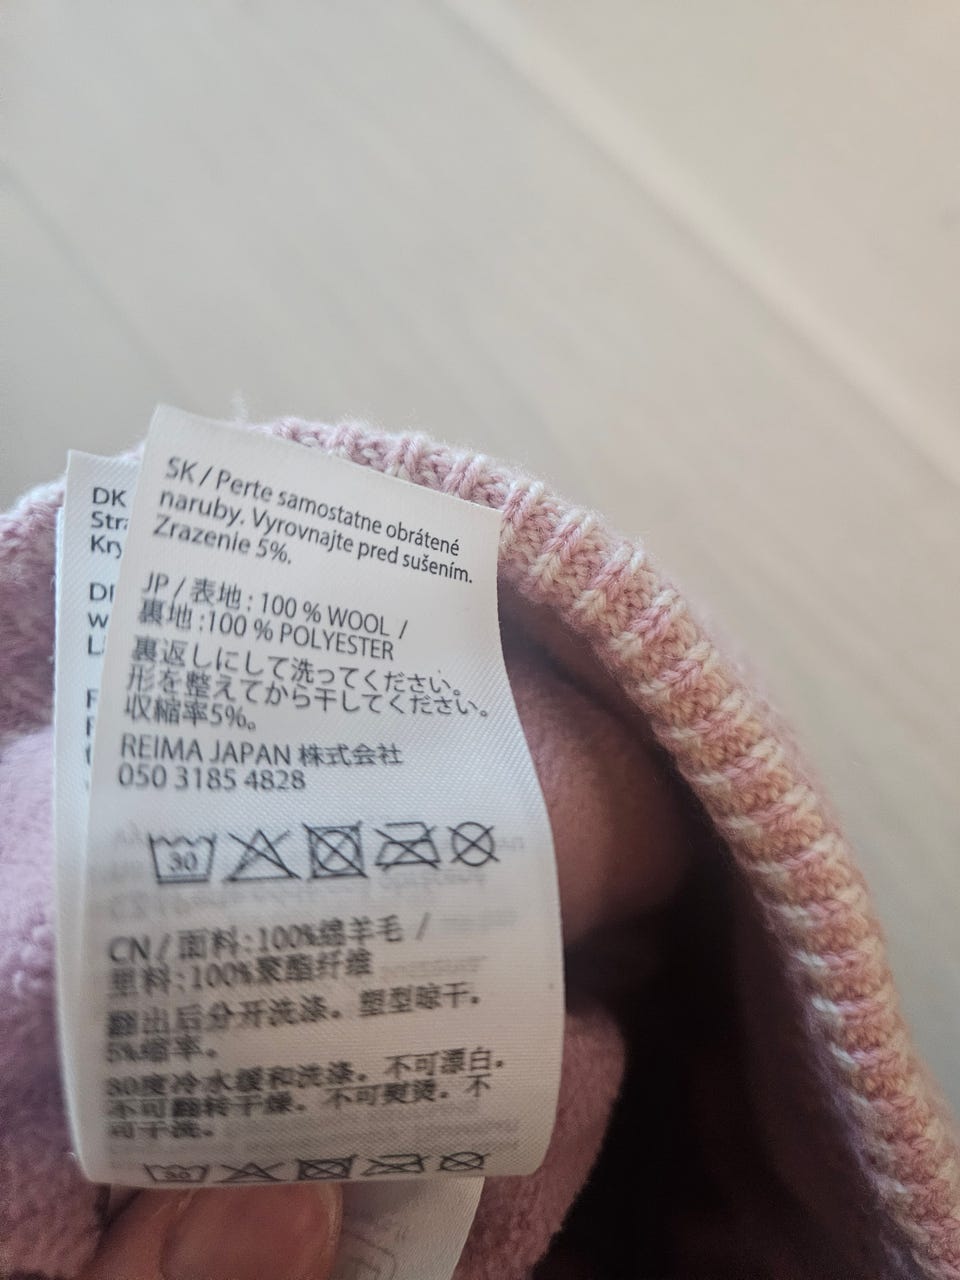 SK / Perte samostatne obrátené
naruby. Vyrovnajte pred sušením.
Zrazenie 5%.
JP / 表地 : 100 % WOOL /
裏地 :100 % POLYESTER
裏返しにして洗ってください。
形を整えてから干してください。
収縮率5%。
REIMA JAPAN 株式会社
050 3185 4828
30
CN / 面料:100%绵羊毛 /
里料:100%聚酯纤维
翻出后分开洗涤。塑型晾干。
5%缩率。
30度冷水缓和洗涤。不可漂白。
不可翻转干燥。不可熨烫。不
可干洗。
30
DK